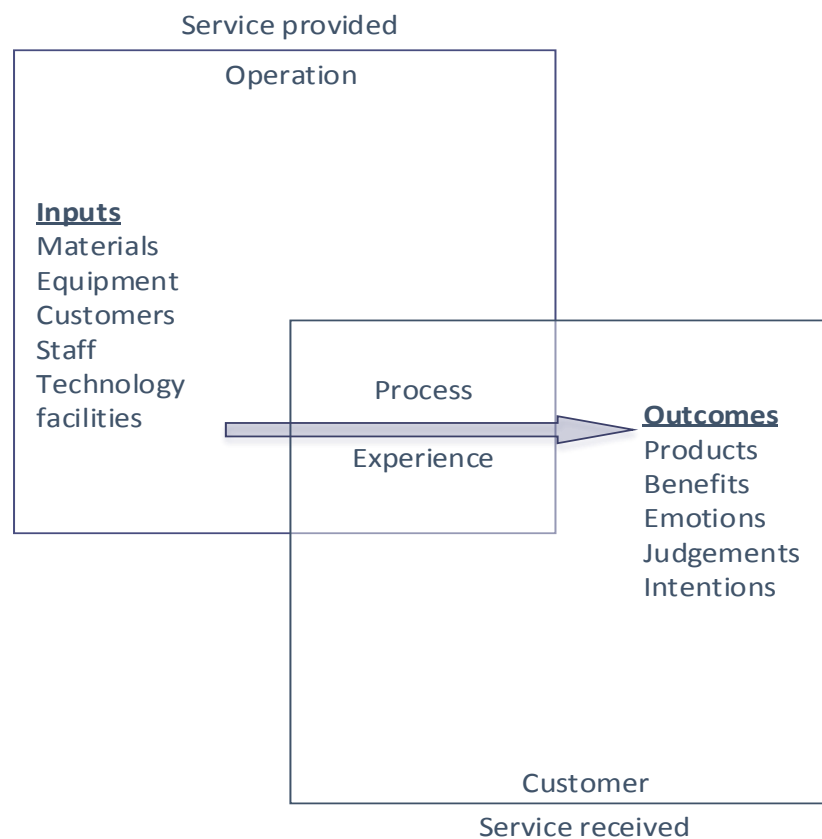 Service provided
Operation
Inputs
Materials
Equipment
Customers
Staff
Technology
facilities
Process
Experience
Outcomes
Products
Benefits
Emotions
Judgements
Intentions
Customer
Service received